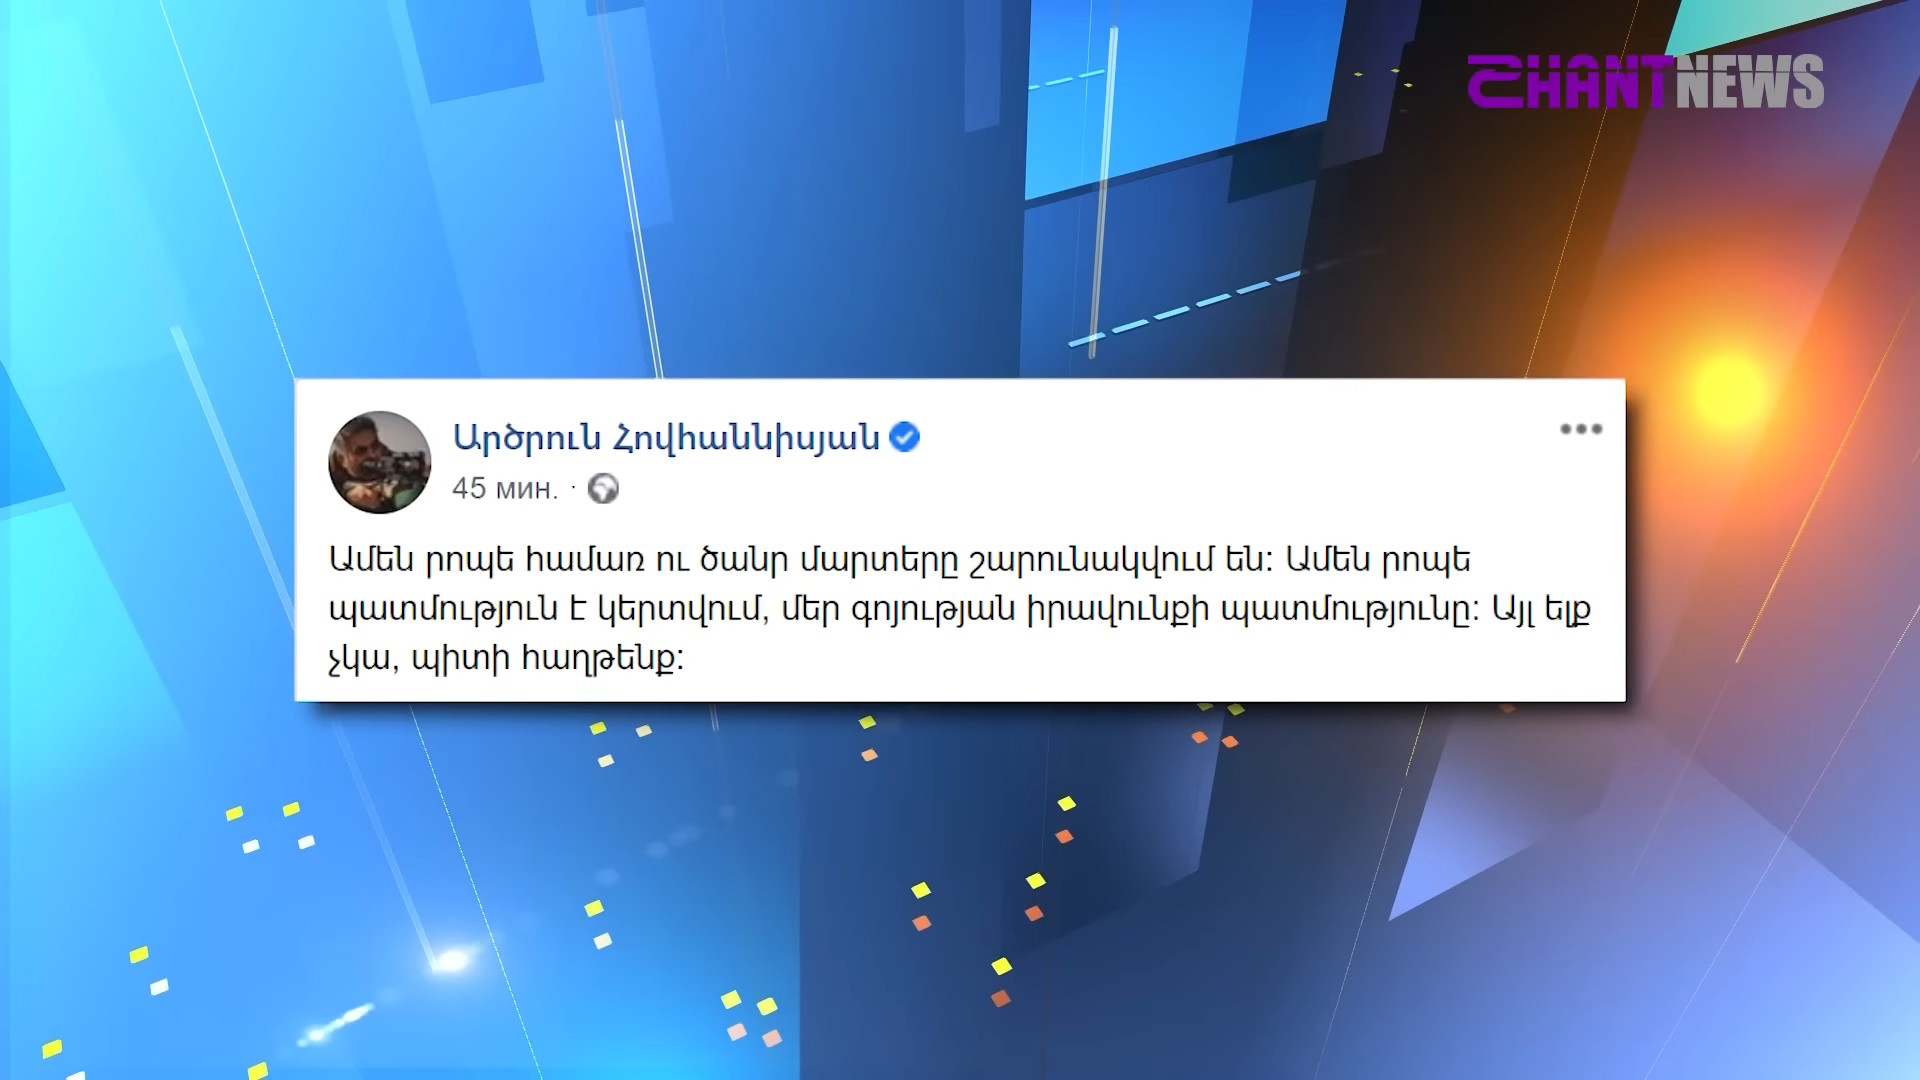 SHANTNEWS
Արծրուն Հովհաննիսյան
45 мин. ·
Ամեն րոպե համառ ու ծանր մարտերը շարունակվում են: Ամեն րոպե
պատմություն է կերտվում, մեր գոյության իրավունքի պատմությունը: Այլ ելք
չկա, պիտի հաղթենք: